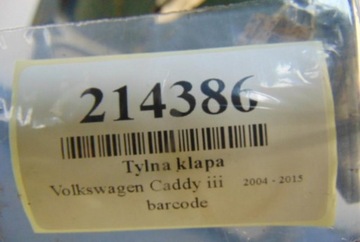 214386
Tylna klapa
Volkswagen Caddy iii 2004 - 2015
barcode